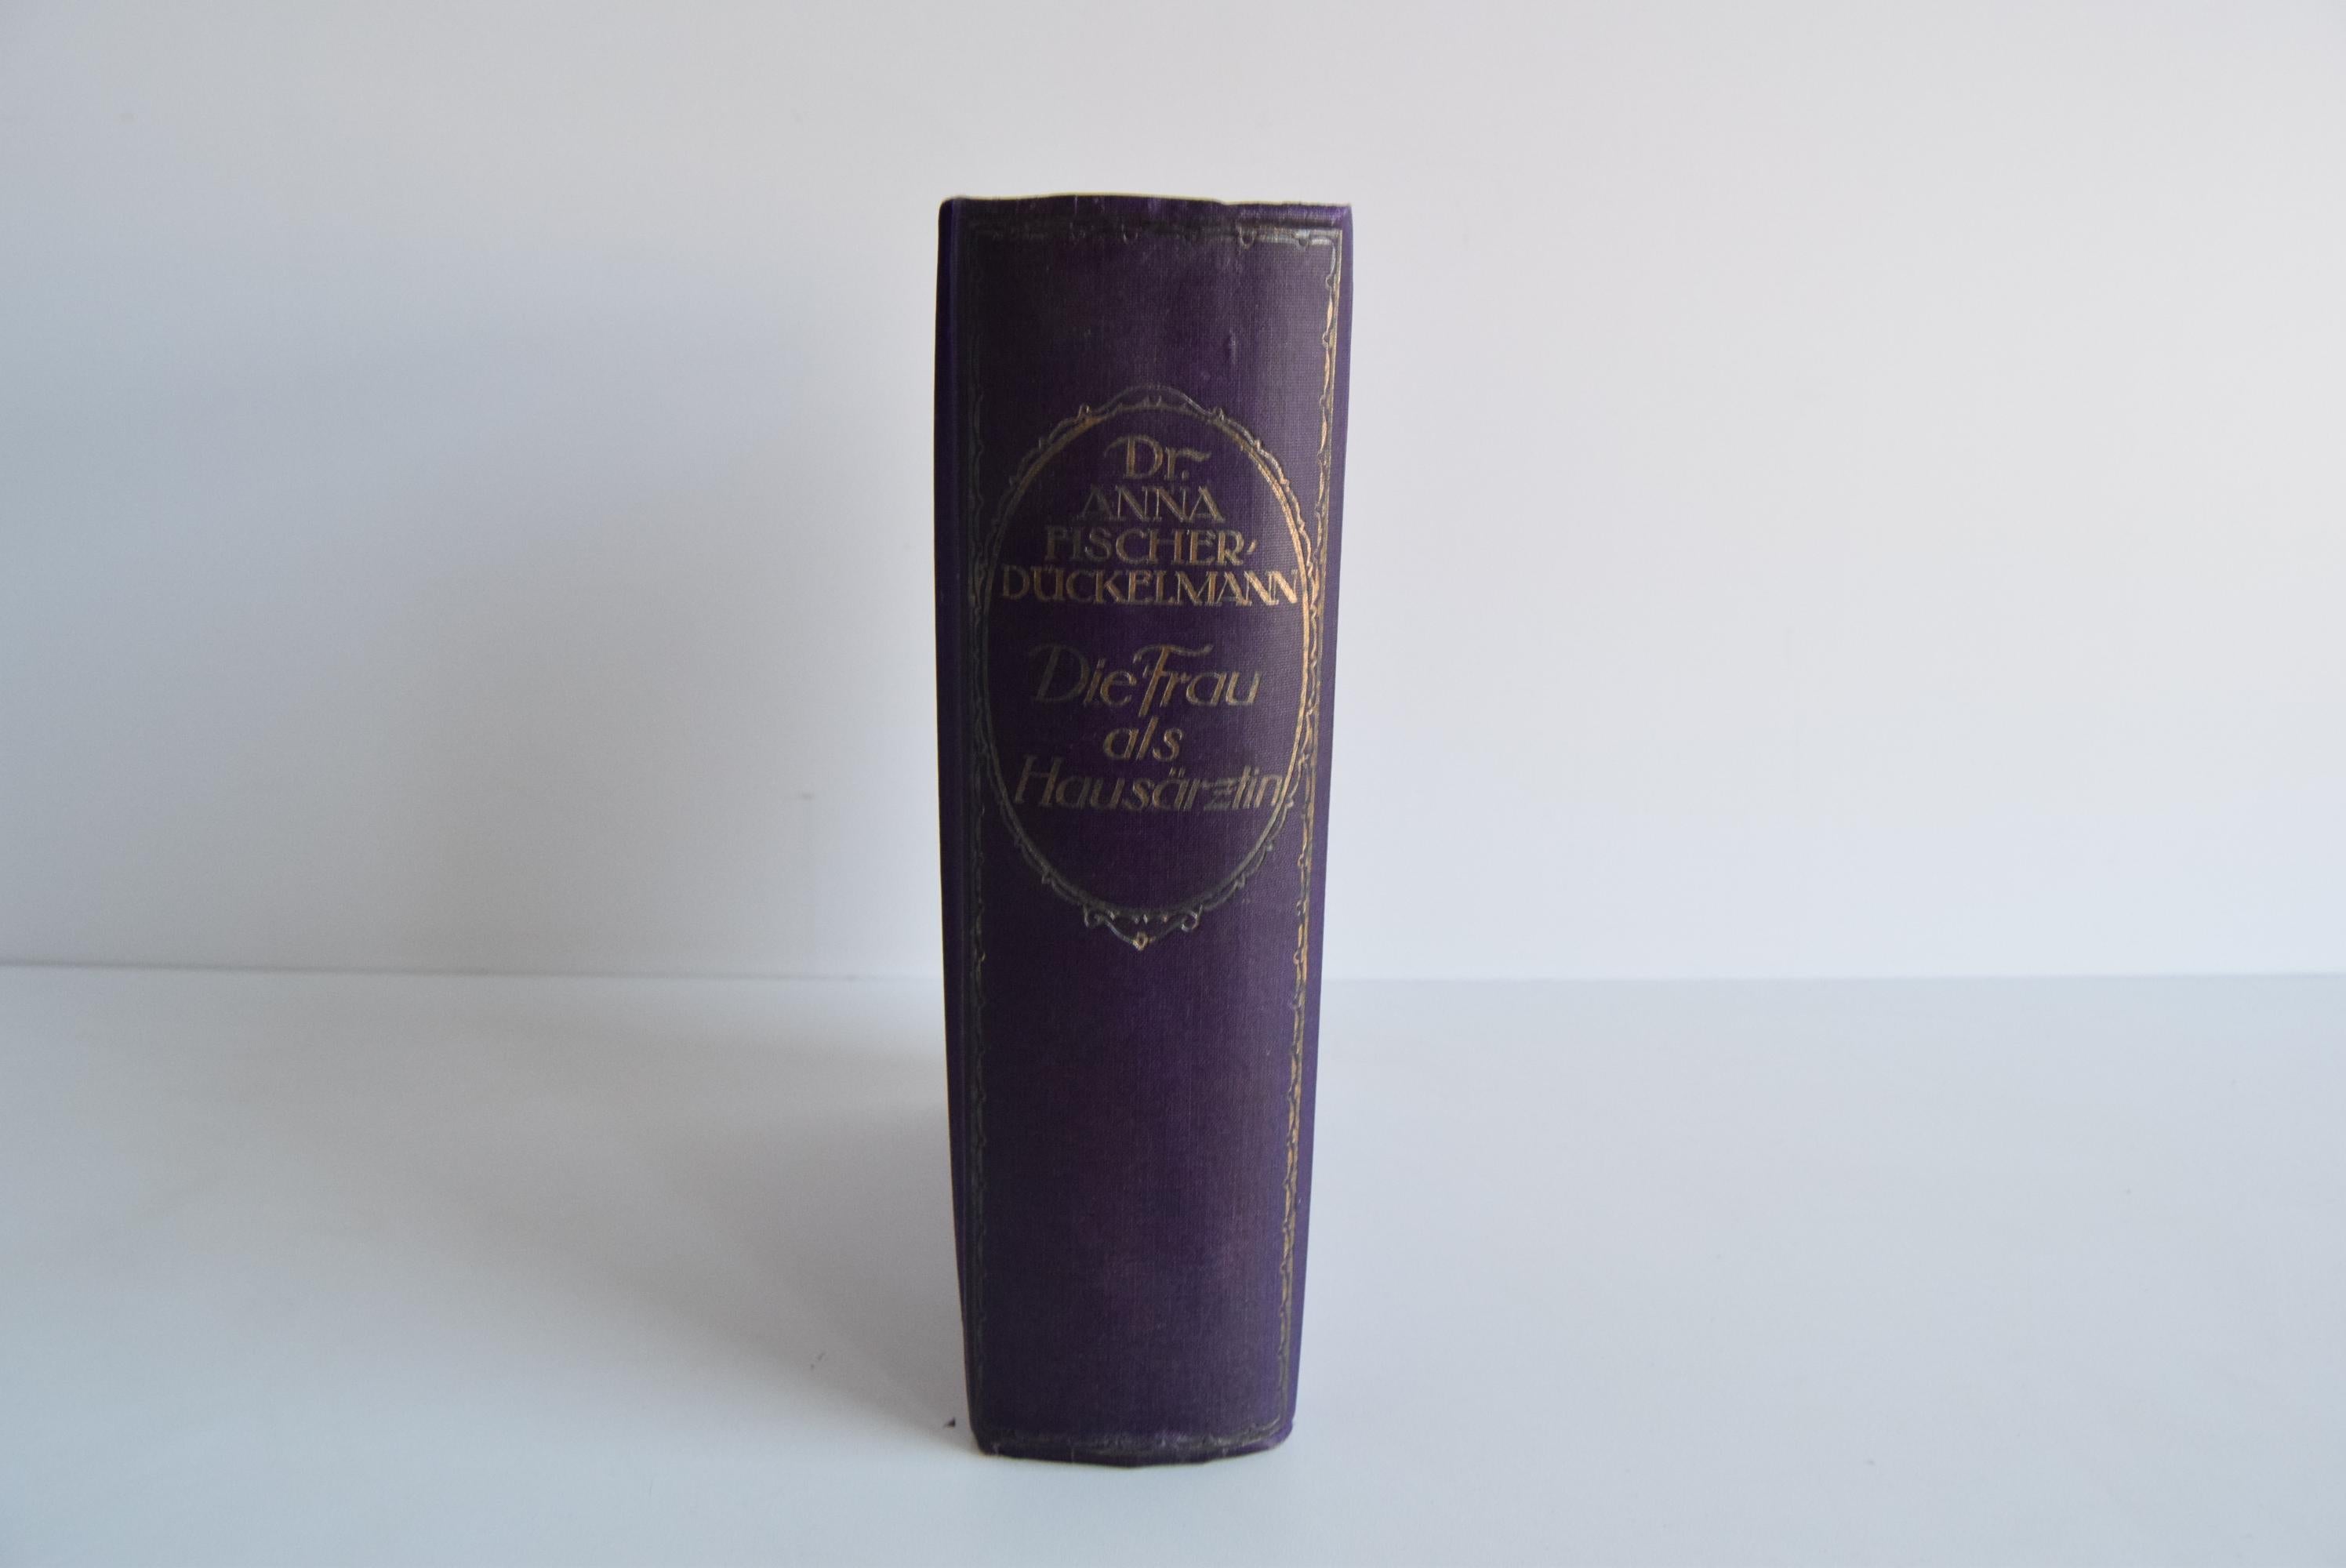 Dr.
ANNA
FISCHER-
DÜCKELMANN
Die Frau
als
Hausärztin